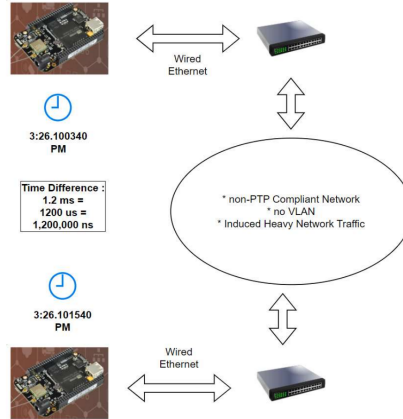 Wired
Ethernet
3:26.100340
PM
Time Difference :
1.2 ms =
1200 us =
1,200,000 ns
* non-PTP Compliant Network
* no VLAN
* Induced Heavy Network Traffic
3:26.101540
PM
Wired
Ethernet